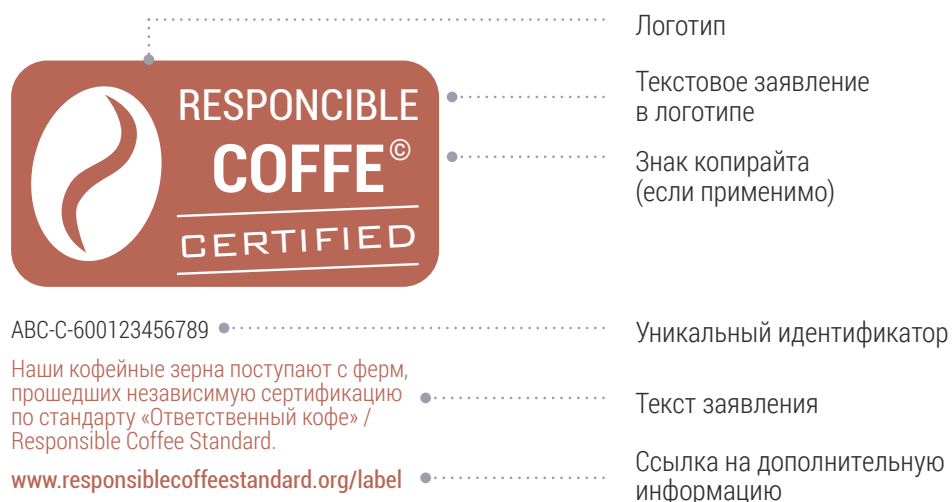 Логотип
RESPONCIBLE
COFFE©
CERTIFIED
Текстовое заявление
в логотипе
Знак копирайта
(если применимо)
ABC-C-600123456789
Уникальный идентификатор
Наши кофейные зерна поступают с ферм,
прошедших независимую сертификацию
по стандарту «Ответственный кофе» /
Responsible Coffee Standard.
Текст заявления
www.responsiblecoffeestandard.org/label
Ссылка на дополнительную
информацию